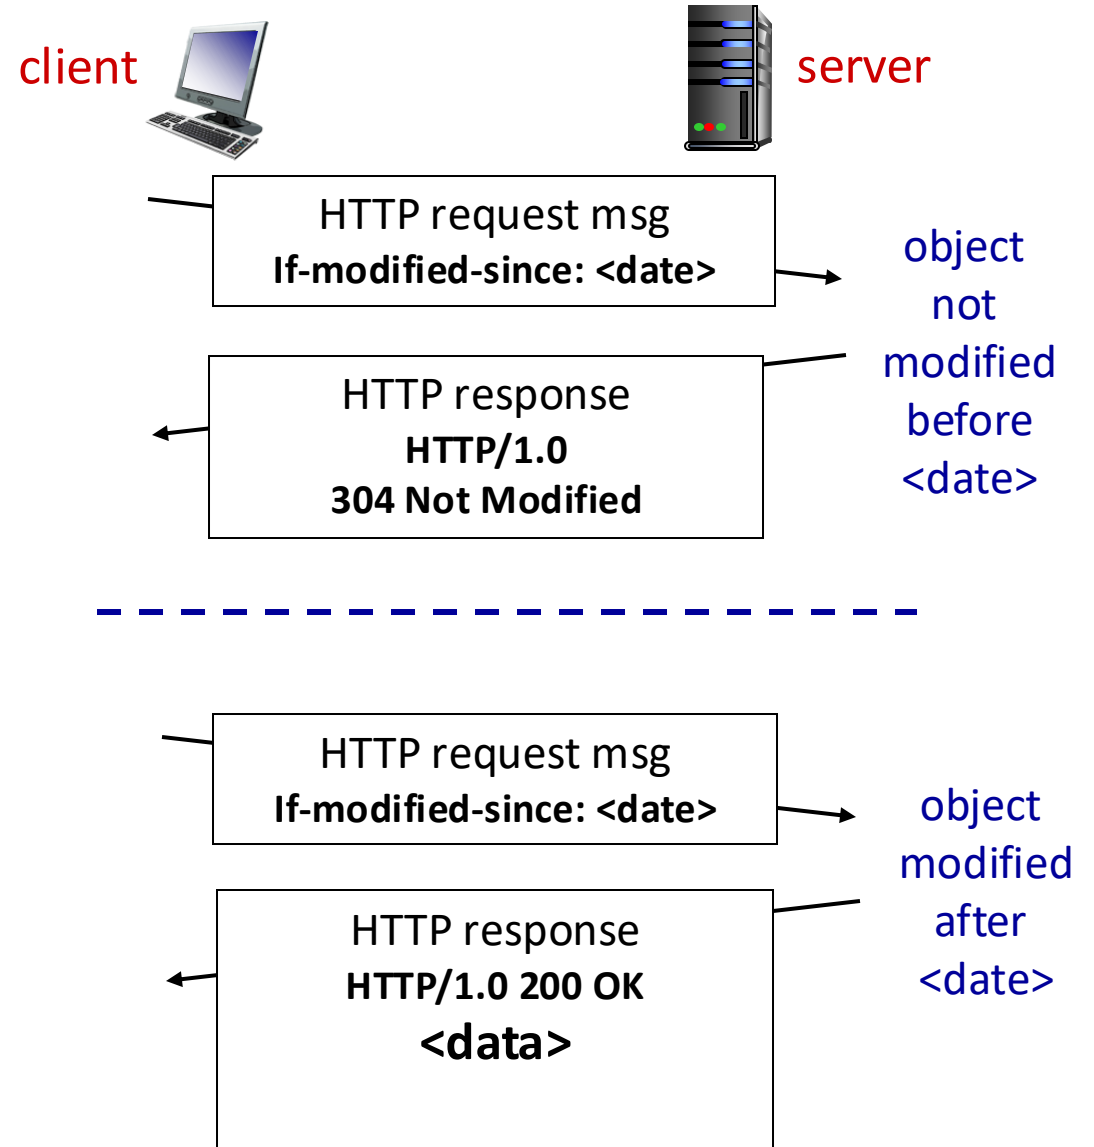 client
server
HTTP request msg
If-modified-since: <date>
object
not
modified
before
<date>
HTTP response
HTTP/1.0
304 Not Modified
HTTP request msg
If-modified-since: <date>
object
modified
after
<date>
HTTP response
HTTP/1.0 200 OK
<data>